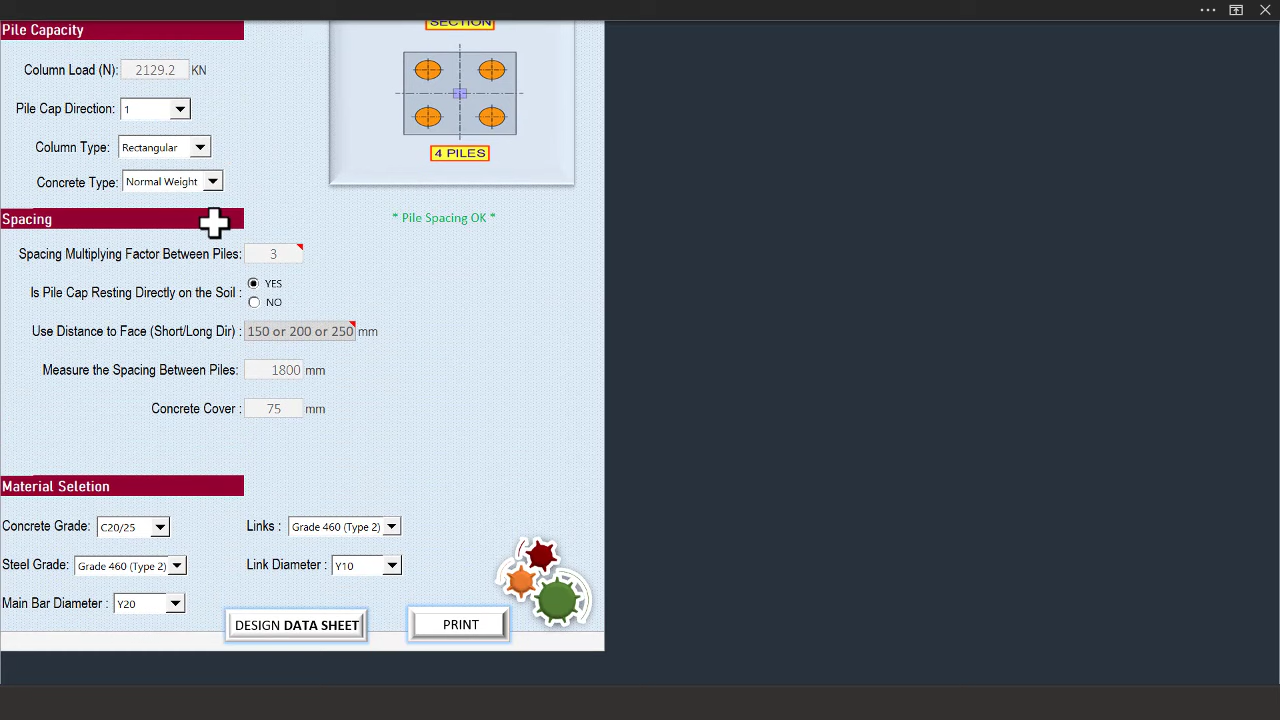 SECTION
Pile Capacity
Column Load (N): 2129.2 KN
Pile Cap Direction: 1
Column Type: Rectangular
4 PILES
Concrete Type: Normal Weight
Spacing
* Pile Spacing OK *
Spacing Multiplying Factor Between Piles: 3
Is Pile Cap Resting Directly on the Soil : YES
NO
Use Distance to Face (Short/Long Dir) : 150 or 200 or 250 mm
Measure the Spacing Between Piles: 1800 mm
Concrete Cover : 75 mm
Material Seletion
Concrete Grade: C20/25 Links : Grade 460 (Type 2)
Steel Grade: Grade 460 (Type 2) Link Diameter : Y10
Main Bar Diameter : Y20
DESIGN DATA SHEET PRINT